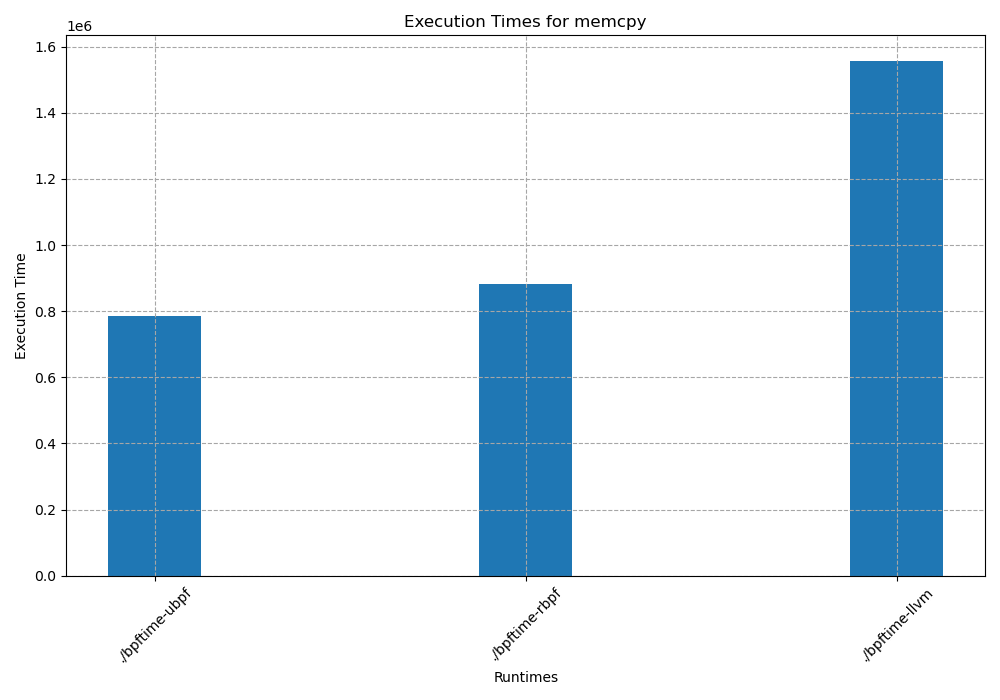 Execution Times for memcpy
1e6
1.6
1.4
1.2
1.0
0.8
0.6
0.4
0.2
0.0
Execution Time
./bpftime-ubpf
./bpftime-rbpf
./bpftime-llvm
Runtimes